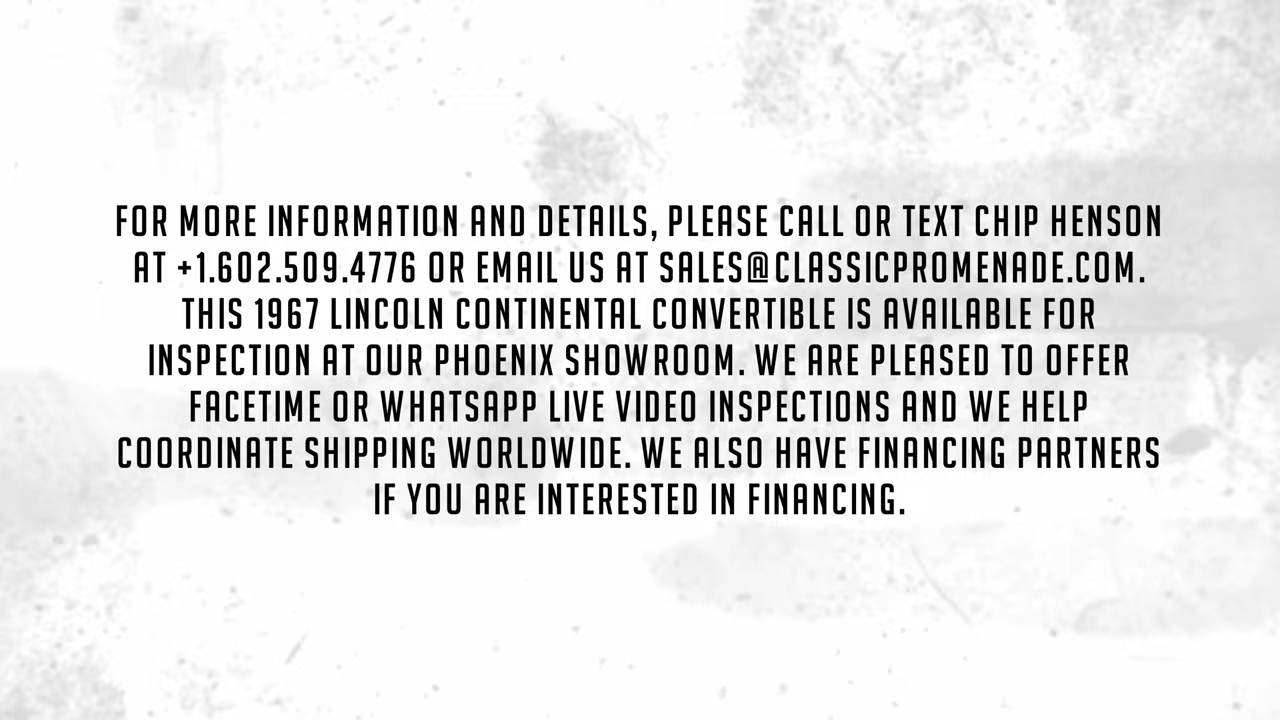 FOR MORE INFORMATION AND DETAILS, PLEASE CALL OR TEXT CHIP HENSON
AT +1.602.509.4776 OR EMAIL US AT SALES@CLASSICPROMENADE.COM.
THIS 1967 LINCOLN CONTINENTAL CONVERTIBLE IS AVAILABLE FOR
INSPECTION AT OUR PHOENIX SHOWROOM. WE ARE PLEASED TO OFFER
FACETIME OR WHATSAPP LIVE VIDEO INSPECTIONS AND WE HELP
COORDINATE SHIPPING WORLDWIDE. WE ALSO HAVE FINANCING PARTNERS
IF YOU ARE INTERESTED IN FINANCING.